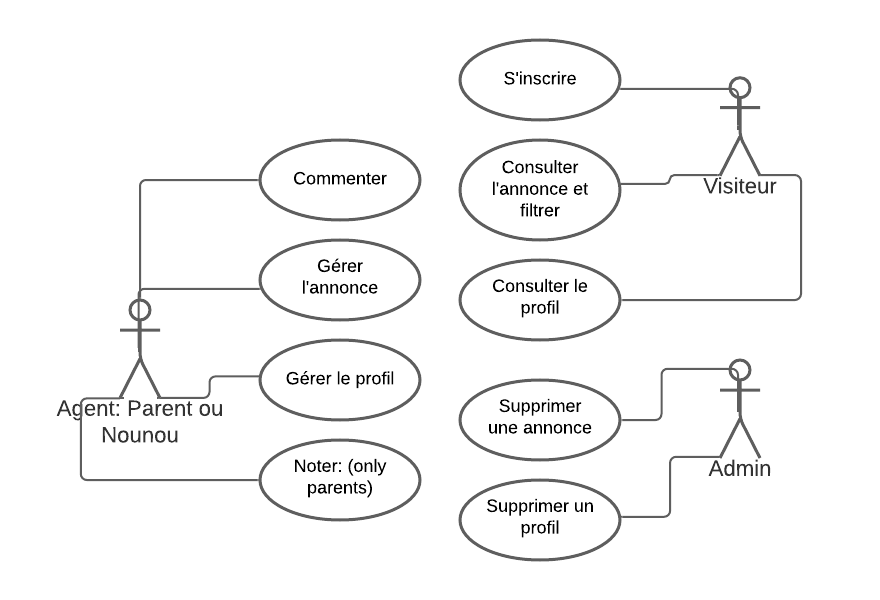 S'inscrire
Consulter
l'annonce et
filtrer
Visiteur
Consulter le
profil
Commenter
Gérer
l'annonce
Gérer le profil
Agent: Parent ou
Nounou
Noter: (only
parents)
Supprimer
une annonce
Admin
Supprimer un
profil